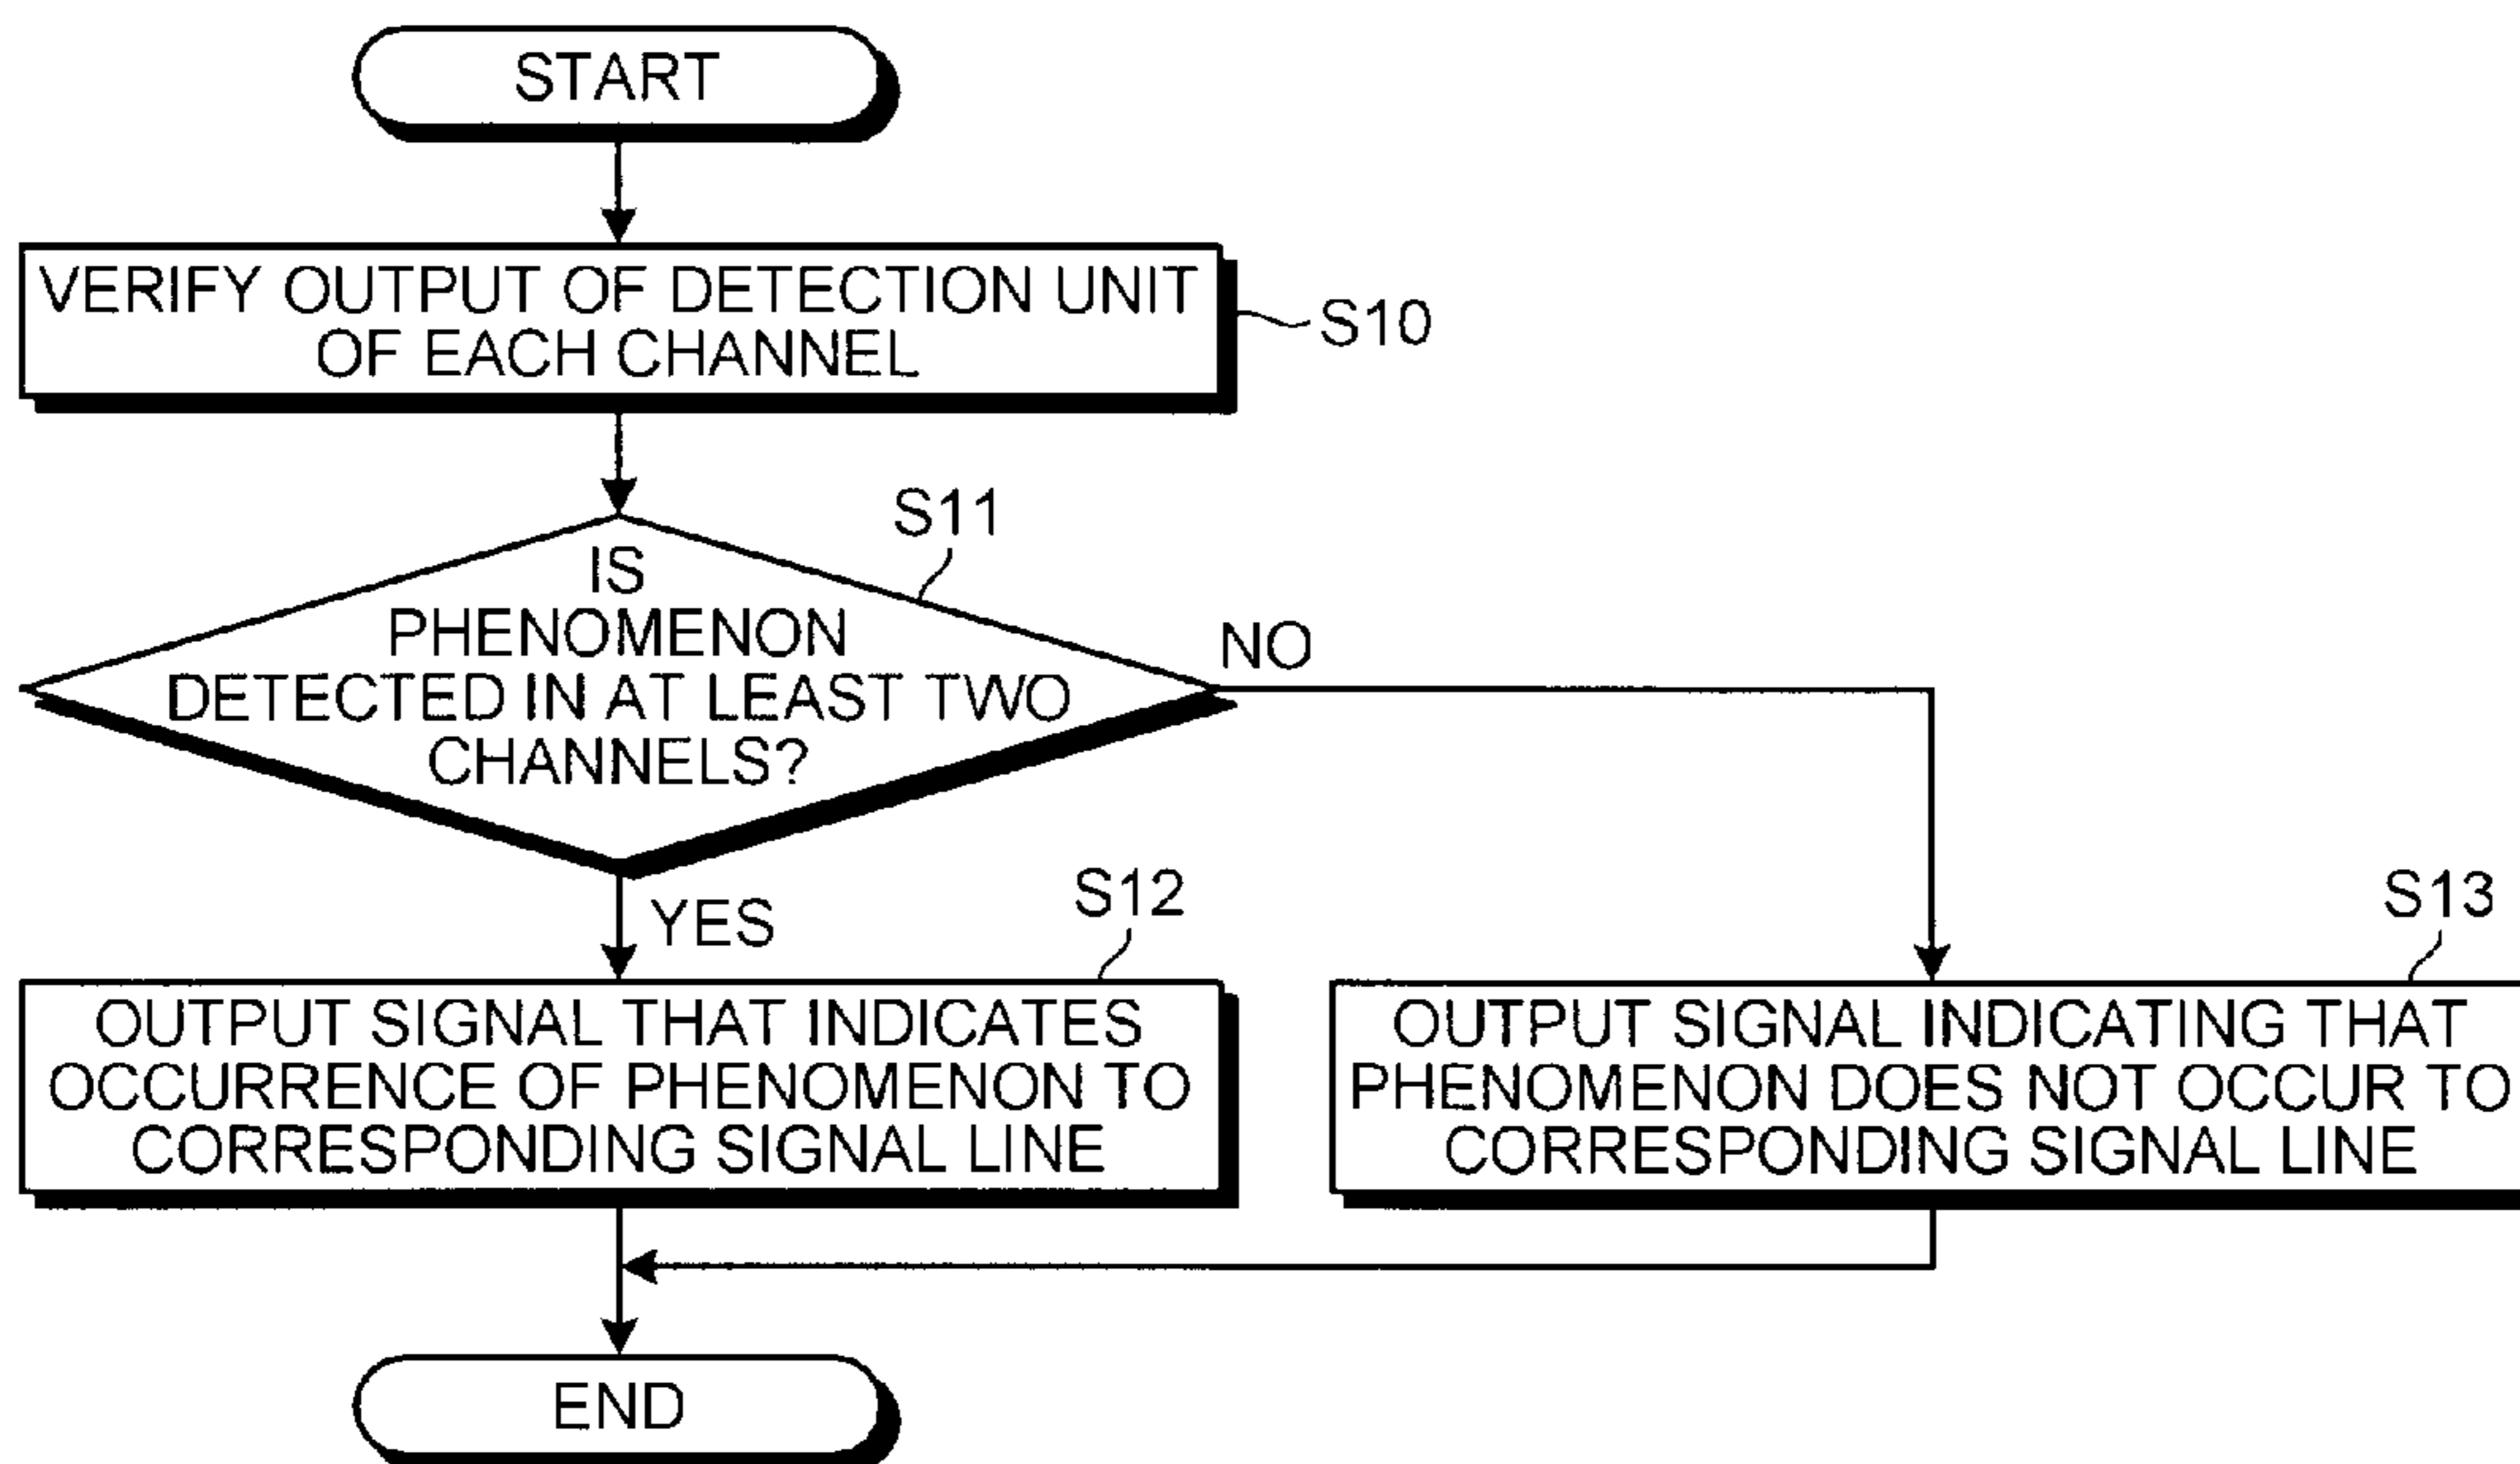 START
VERIFY OUTPUT OF DETECTION UNIT
OF EACH CHANNEL
S10
S11
IS
PHENOMENON
DETECTED IN AT LEAST TWO
CHANNELS?
NO
YES
S12
OUTPUT SIGNAL THAT INDICATES
OCCURRENCE OF PHENOMENON TO
CORRESPONDING SIGNAL LINE
S13
OUTPUT SIGNAL INDICATING THAT
PHENOMENON DOES NOT OCCUR TO
CORRESPONDING SIGNAL LINE
END